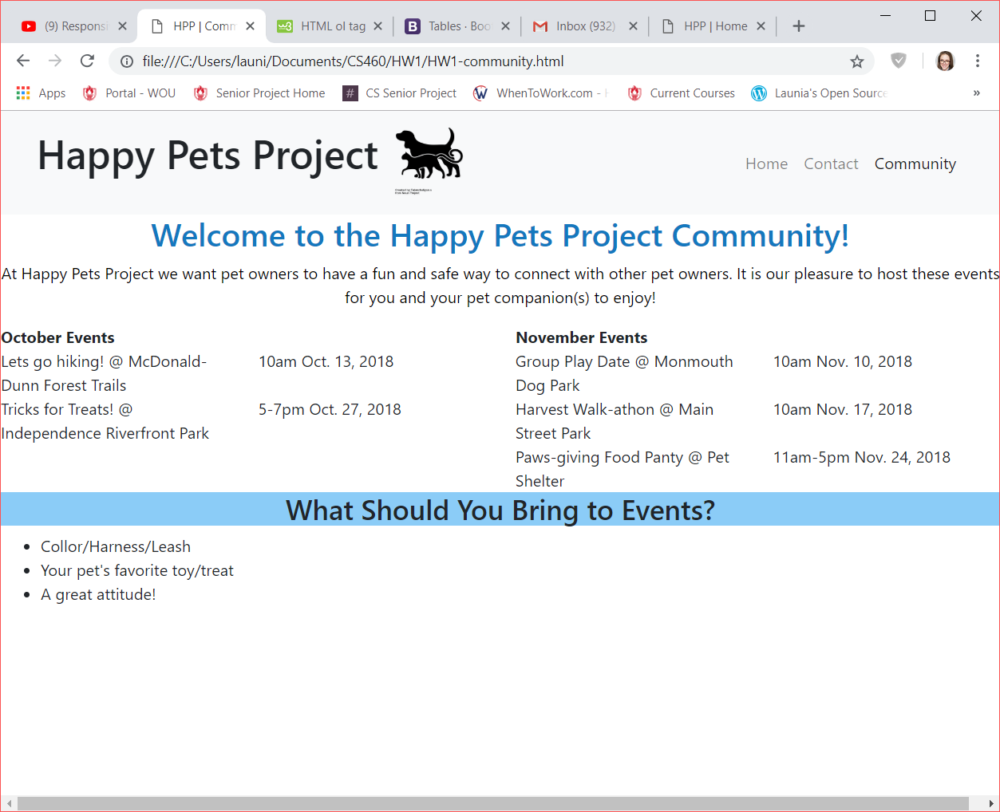 (9) Respons
HPP | Comm
HTML ol tag
Tables · Boo
Inbox (932)
HPP | Home
file:///C:/Users/launi/Documents/CS460/HW1/HW1-community.html
Apps
Portal - WOU
Senior Project Home
# CS Senior Project
WhenToWork.com -
Current Courses
Launia's Open Source
»
Happy Pets Project
Home Contact Community
Welcome to the Happy Pets Project Community!
At Happy Pets Project we want pet owners to have a fun and safe way to connect with other pet owners. It is our pleasure to host these events
for you and your pet companion(s) to enjoy!
October Events
Lets go hiking! @ McDonald- 10am Oct. 13, 2018
Dunn Forest Trails
Tricks for Treats! @ 5-7pm Oct. 27, 2018
Independence Riverfront Park
November Events
Group Play Date @ Monmouth 10am Nov. 10, 2018
Dog Park
Harvest Walk-athon @ Main 10am Nov. 17, 2018
Street Park
Paws-giving Food Panty @ Pet 11am-5pm Nov. 24, 2018
Shelter
What Should You Bring to Events?
• Collor/Harness/Leash
• Your pet's favorite toy/treat
• A great attitude!